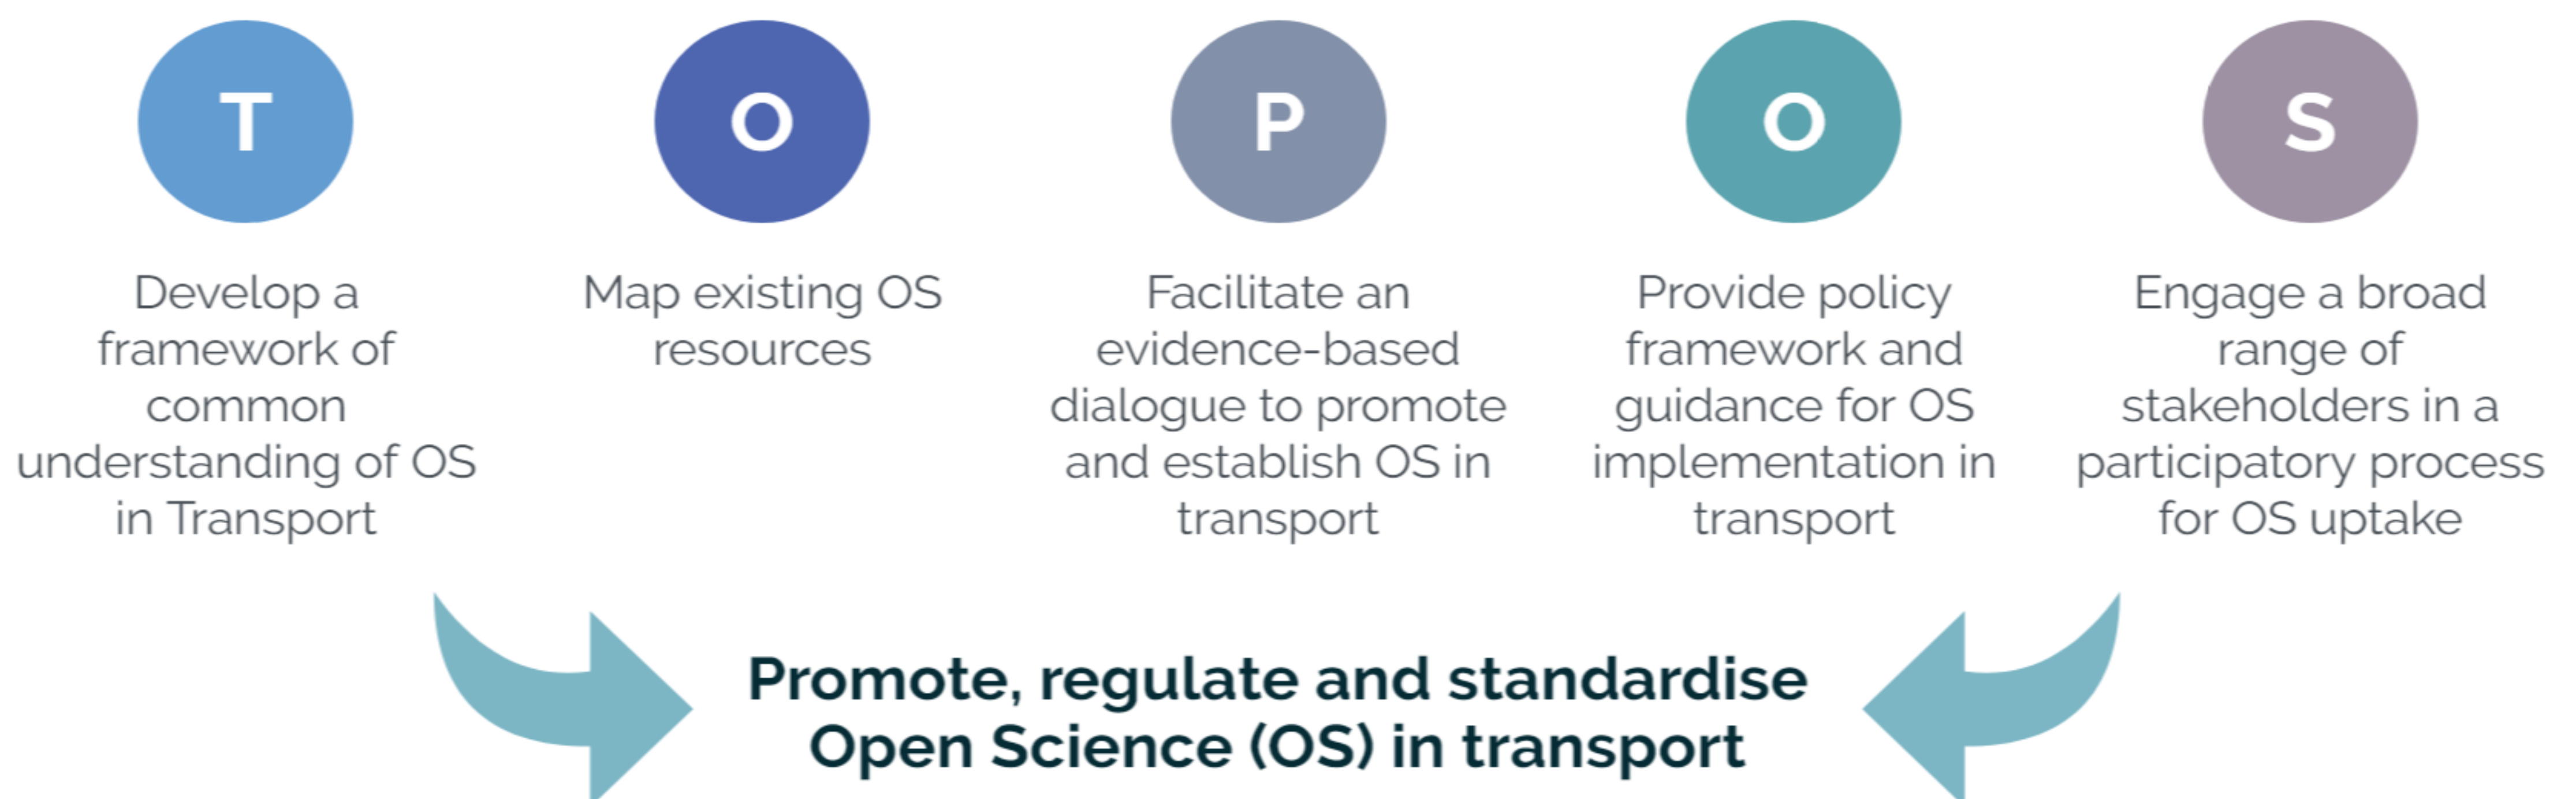 T
Develop a
framework of
common
understanding of OS
in Transport
O
Map existing OS
resources
P
Facilitate an
evidence-based
dialogue to promote
and establish OS in
transport
O
Provide policy
framework and
guidance for OS
implementation in
transport
S
Engage a broad
range of
stakeholders in a
participatory process
for OS uptake
Promote, regulate and standardise
Open Science (OS) in transport